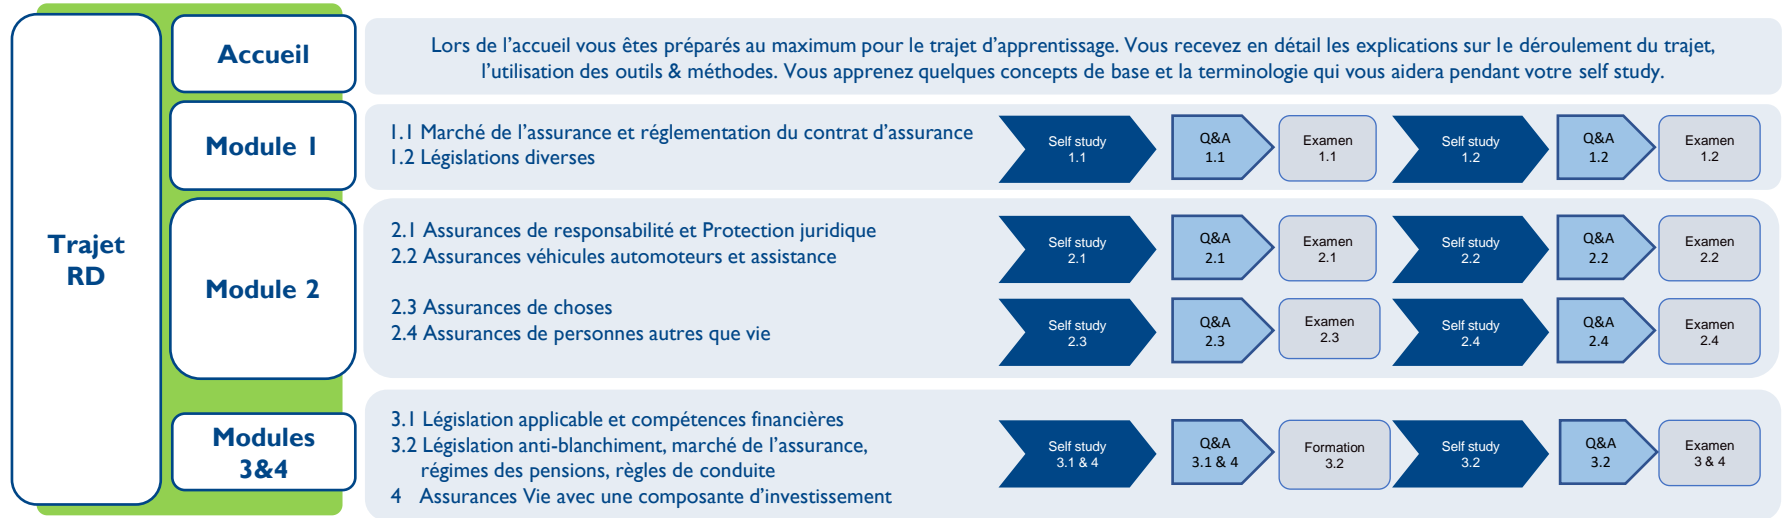 Trajet
RD
Accueil
Lors de l'accueil vous êtes préparés au maximum pour le trajet d'apprentissage. Vous recevez en détail les explications sur le déroulement du trajet,
l'utilisation des outils & méthodes. Vous apprenez quelques concepts de base et la terminologie qui vous aidera pendant votre self study.
Module 1
1.1 Marché de l'assurance et réglementation du contrat d'assurance
1.2 Législations diverses
Self study
1.1
Q&A
1.1
Examen
1.1
Self study
1.2
Q&A
1.2
Examen
1.2
Module 2
2.1 Assurances de responsabilité et Protection juridique
2.2 Assurances véhicules automoteurs et assistance
2.3 Assurances de choses
2.4 Assurances de personnes autres que vie
Self study
2.1
Q&A
2.1
Examen
2.1
Self study
2.2
Q&A
2.2
Examen
2.2
Self study
2.3
Q&A
2.3
Examen
2.3
Self study
2.4
Q&A
2.4
Examen
2.4
Modules
3&4
3.1 Législation applicable et compétences financières
3.2 Législation anti-blanchiment, marché de l'assurance,
régimes des pensions, règles de conduite
4 Assurances Vie avec une composante d'investissement
Self study
3.1 & 4
Q&A
3.1 & 4
Formation
3.2
Self study
3.2
Q&A
3.2
Examen
3 & 4